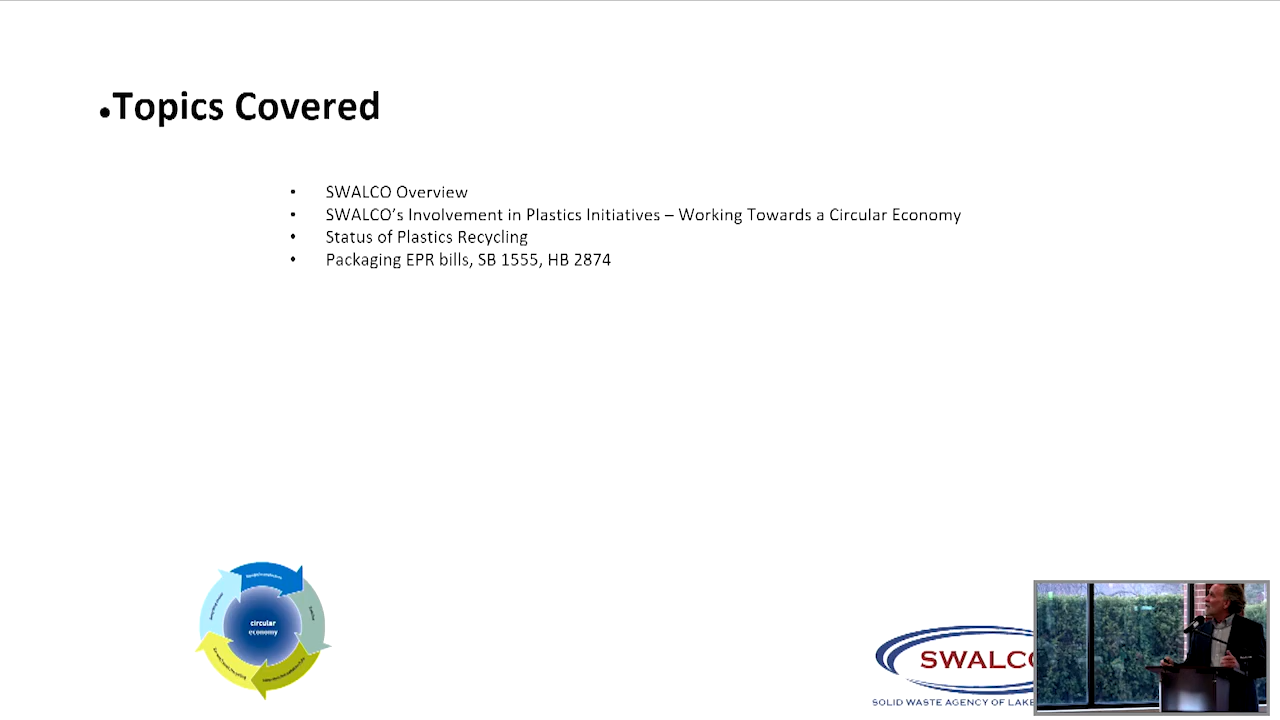 •Topics Covered
• SWALCO Overview
• SWALCO’s Involvement in Plastics Initiatives – Working Towards a Circular Economy
• Status of Plastics Recycling
• Packaging EPR bills, SB 1555, HB 2874
circular
economy
SWALCO
SOLID WASTE AGENCY OF LAKE